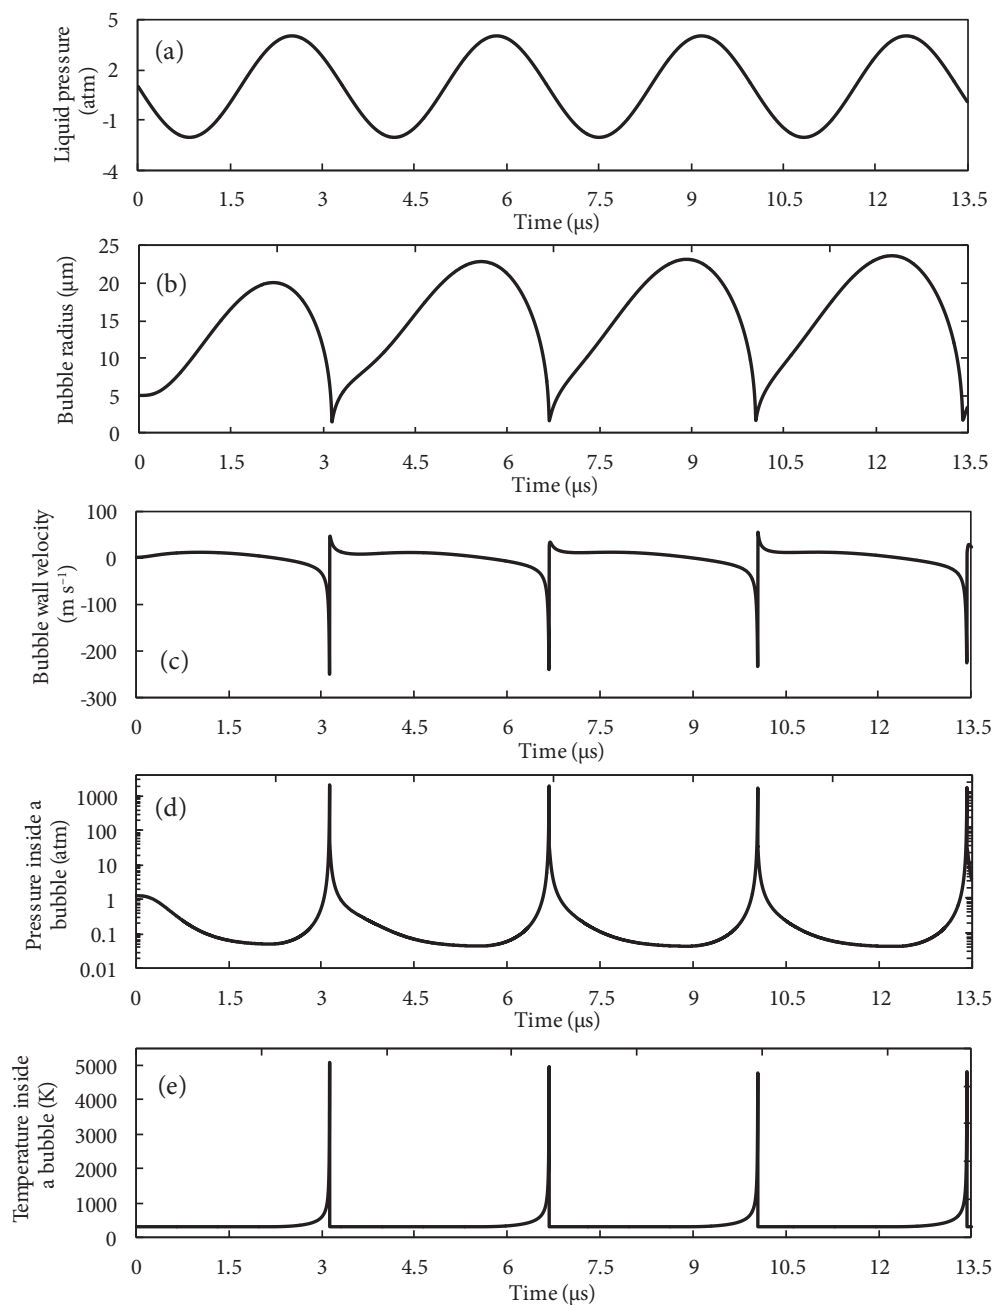 5
2
-1
-4
Liquid pressure
(atm)
(a)
0 1.5 3 4.5 6 7.5 9 10.5 12 13.5
Time (μs)
25
20
15
10
5
0
Bubble radius (μm)
(b)
0 1.5 3 4.5 6 7.5 9 10.5 12 13.5
Time (μs)
100
0
-100
-200
-300
Bubble wall velocity
(m s⁻¹)
(c)
0 1.5 3 4.5 6 7.5 9 10.5 12 13.5
Time (μs)
1000
100
10
1
0.1
0.01
Pressure inside a
bubble (atm)
(d)
0 1.5 3 4.5 6 7.5 9 10.5 12 13.5
Time (μs)
5000
4000
3000
2000
1000
0
Temperature inside
a bubble (K)
(e)
0 1.5 3 4.5 6 7.5 9 10.5 12 13.5
Time (μs)